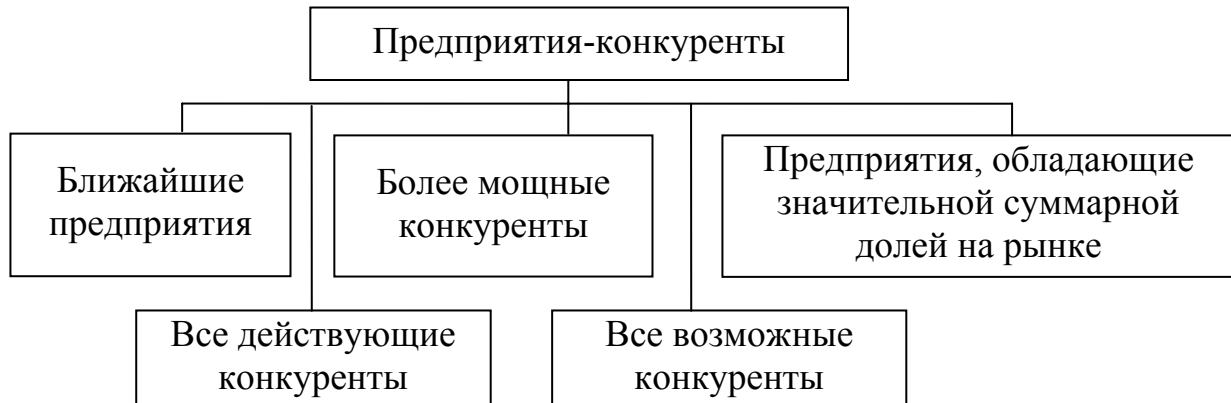 Предприятия-конкуренты
Ближайшие
предприятия
Более мощные
конкуренты
Предприятия, обладающие
значительной суммарной
долей на рынке
Все действующие
конкуренты
Все возможные
конкуренты